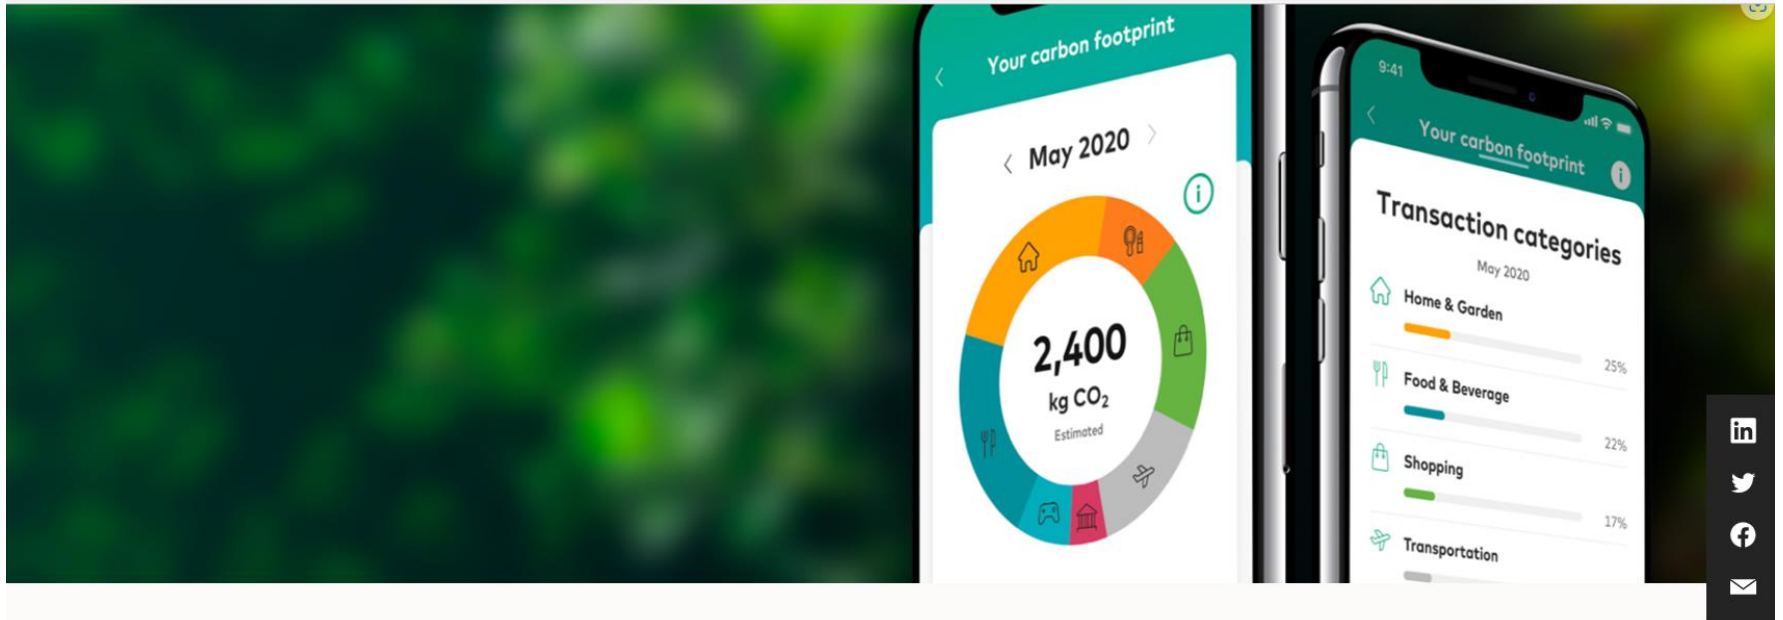 Your carbon footprint
May 2020
2,400
kg CO₂
Estimated
9:41
Your carbon footprint
Transaction categories
May 2020
Home & Garden
25%
Food & Beverage
22%
Shopping
17%
Transportation